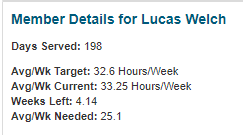 Member Details for Lucas Welch
Days Served: 198
Avg/Wk Target: 32.6 Hours/Week
Avg/Wk Current: 33.25 Hours/Week
Weeks Left: 4.14
Avg/Wk Needed: 25.1